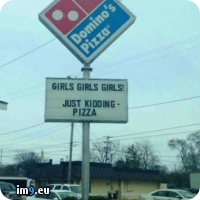 Domino's
Pizza
GIRLS GIRLS GIRLS!
JUST KIDDING -
PIZZA
im9.eu